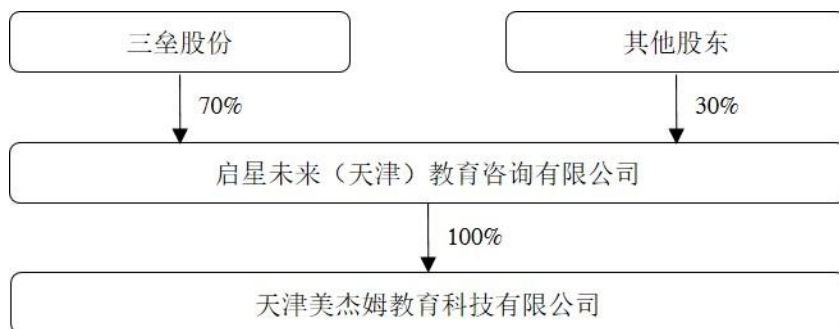 三垒股份
其他股东
70%
30%
启星未来（天津）教育咨询有限公司
100%
天津美杰姆教育科技有限公司